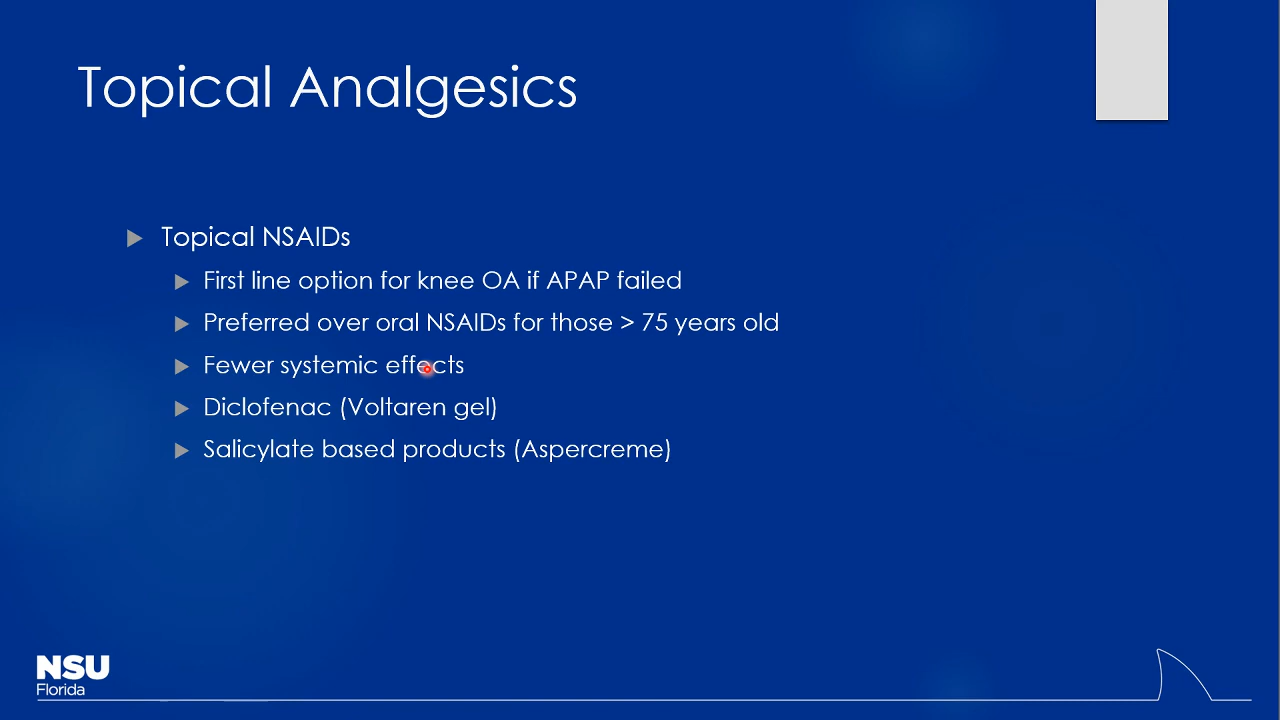 Topical Analgesics
Topical NSAIDs
First line option for knee OA if APAP failed
Preferred over oral NSAIDs for those > 75 years old
Fewer systemic effects
Diclofenac (Voltaren gel)
Salicylate based products (Aspercreme)
NSU
Florida